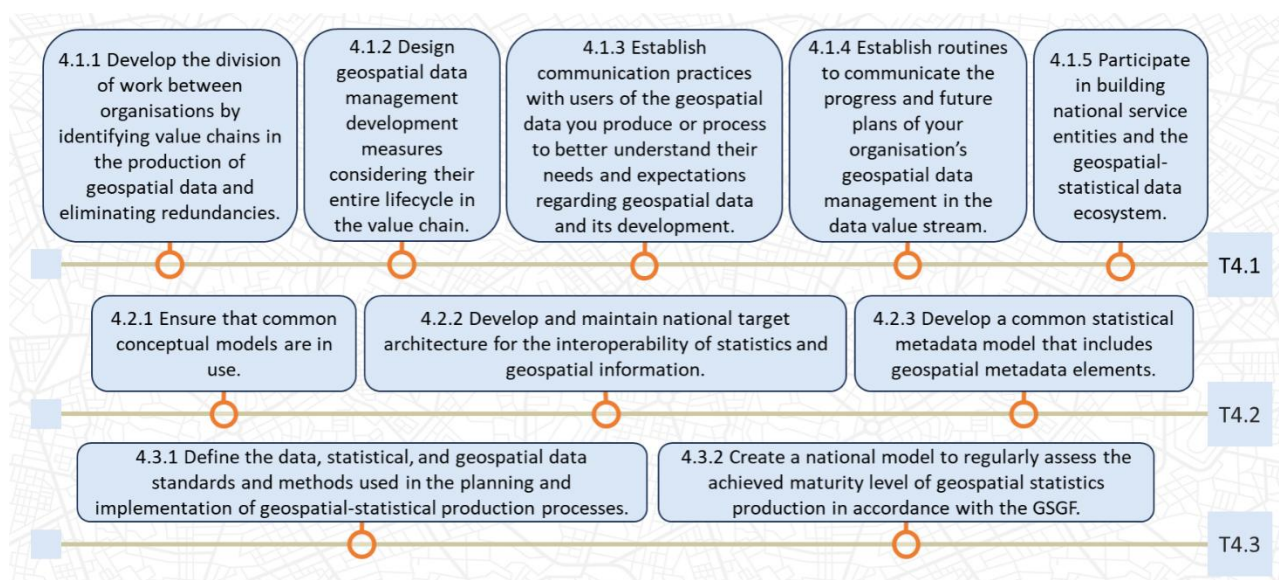 4.1.1 Develop the division
of work between
organisations by
identifying value chains in
the production of
geospatial data and
eliminating redundancies.
4.1.2 Design
geospatial data
management
development
measures
considering their
entire lifecycle in
the value chain.
4.1.3 Establish
communication practices
with users of the geospatial
data you produce or process
to better understand their
needs and expectations
regarding geospatial data
and its development.
4.1.4 Establish routines
to communicate the
progress and future
plans of your
organisation’s
geospatial data
management in the
data value stream.
4.1.5 Participate
in building
national service
entities and the
geospatial-
statistical data
ecosystem.
T4.1
4.2.1 Ensure that common
conceptual models are in
use.
4.2.2 Develop and maintain national target
architecture for the interoperability of statistics and
geospatial information.
4.2.3 Develop a common statistical
metadata model that includes
geospatial metadata elements.
T4.2
4.3.1 Define the data, statistical, and geospatial data
standards and methods used in the planning and
implementation of geospatial-statistical production processes.
4.3.2 Create a national model to regularly assess the
achieved maturity level of geospatial statistics
production in accordance with the GSGF.
T4.3